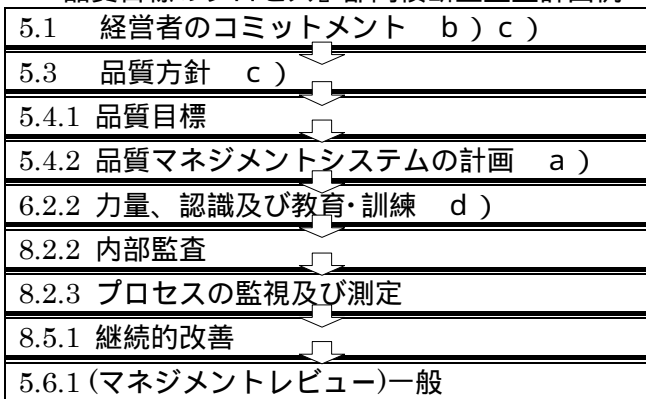 5.1 経営者のコミットメント b)c)
5.3 品質方針 c)
5.4.1 品質目標
5.4.2 品質マネジメントシステムの計画 a)
6.2.2 力量、認識及び教育・訓練 d)
8.2.2 内部監査
8.2.3 プロセスの監視及び測定
8.5.1 継続的改善
5.6.1 (マネジメントレビュー)一般